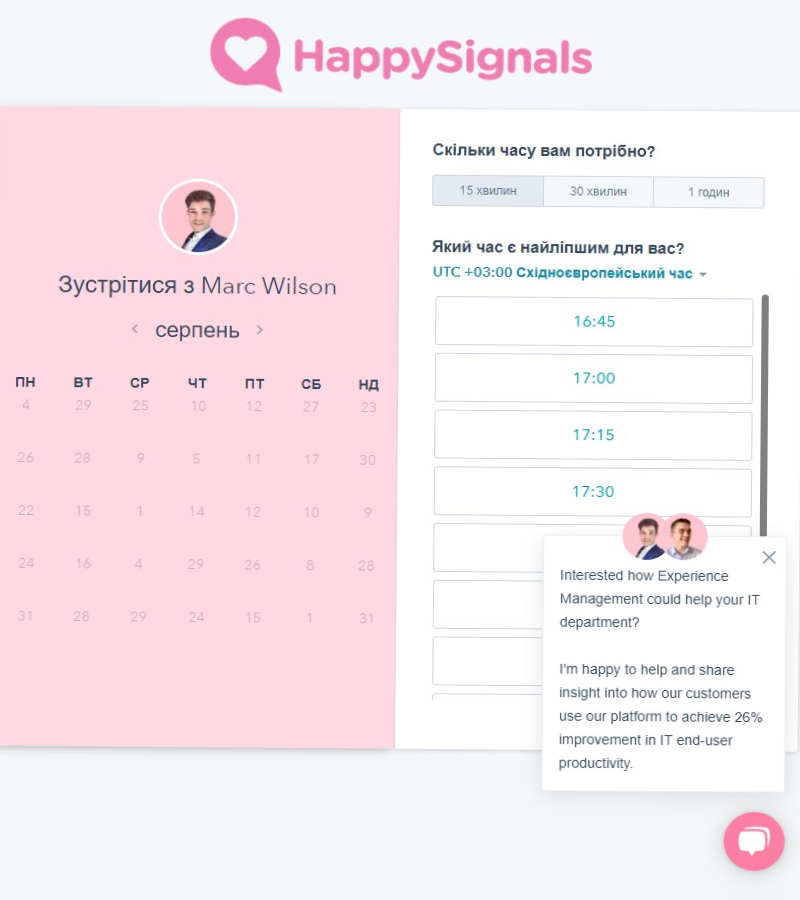 HappySignals
Зустрітися з Marc Wilson
серпень
ПН ВТ СР ЧТ ПТ СБ НД
4 29 25 10 12 27 23
26 28 9 5 11 17 30
22 15 1 14 12 10 9
24 16 4 29 26 8 28
31 28 29 24 15 1 31
Скільки часу вам потрібно?
15 хвилин 30 хвилин 1 годин
Який час є найліпшим для вас?
UTC +03:00 Східноєвропейський час
16:45
17:00
17:15
17:30
Interested how Experience
Management could help your IT
department?
I'm happy to help and share
insight into how our customers
use our platform to achieve 26%
improvement in IT end-user
productivity.